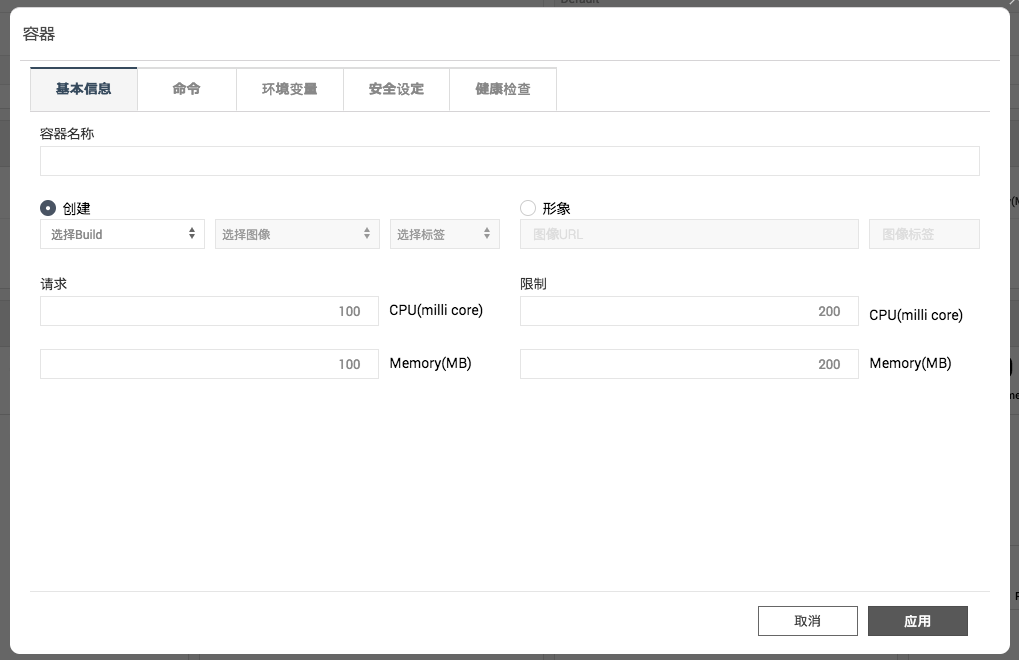 容器
基本信息 命令 环境变量 安全设定 健康检查
容器名称
创建 形象
选择Build 选择图像 选择标签 图像URL 图像标签
请求 限制
100 CPU(milli core) 200 CPU(milli core)
100 Memory(MB) 200 Memory(MB)
取消 应用